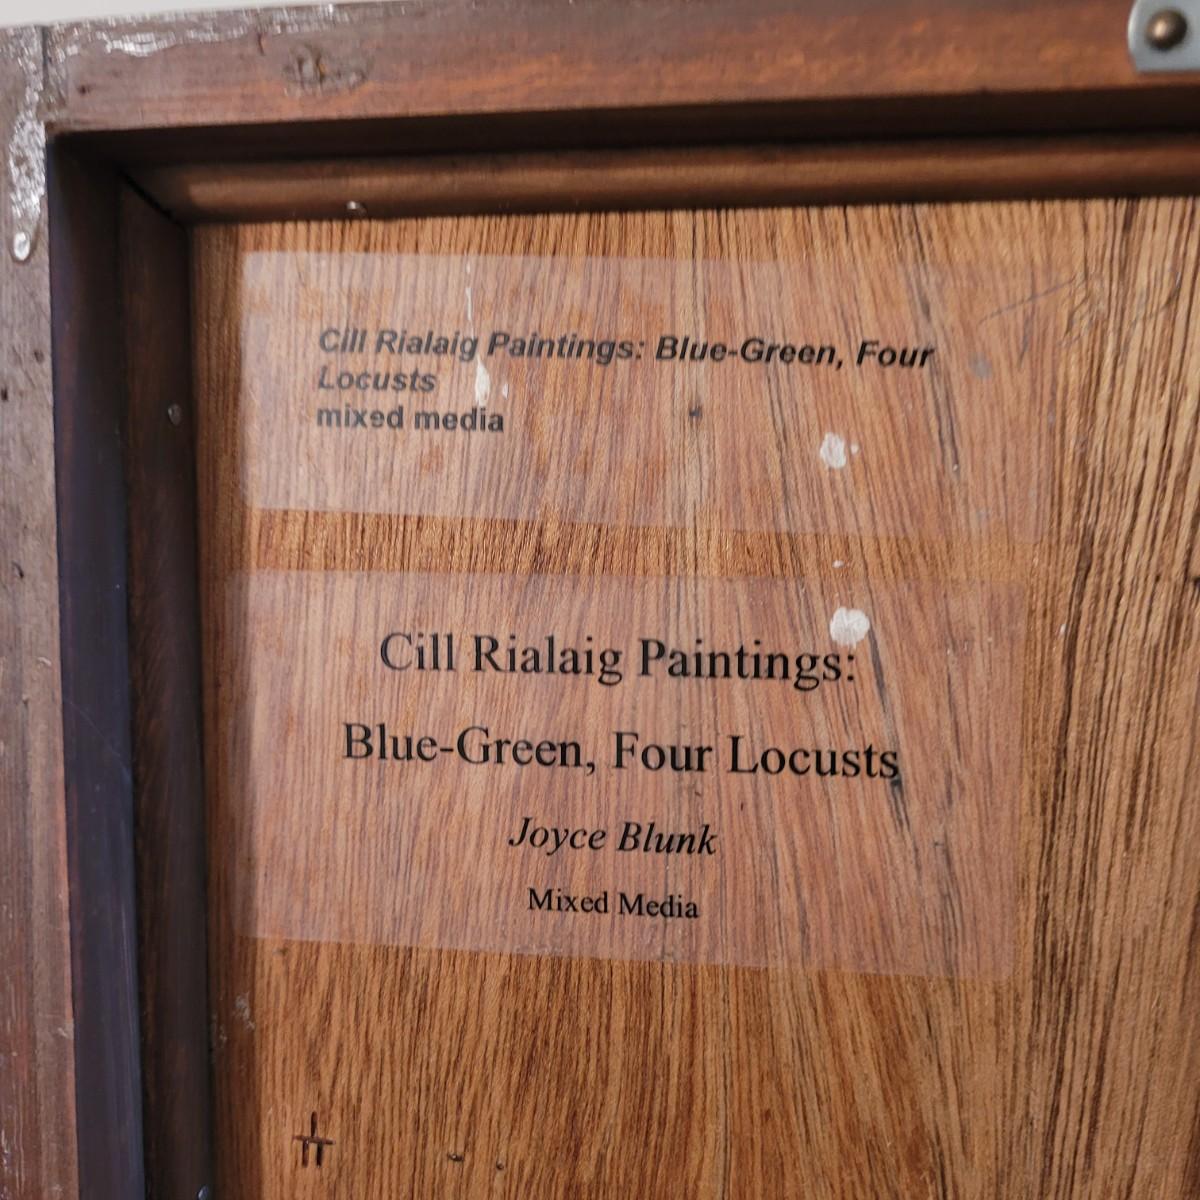 Cill Rialaig Paintings: Blue-Green, Four
Locusts
mixed media
Cill Rialaig Paintings:
Blue-Green, Four Locusts
Joyce Blunk
Mixed Media